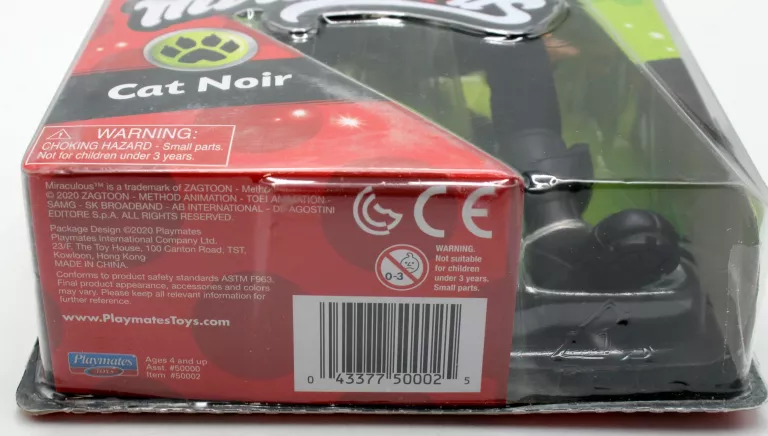 Cat Noir
WARNING:
CHOKING HAZARD - Small parts.
Not for children under 3 years.
Miraculous™ is a trademark of ZAGTOON - Method
© 2020 ZAGTOON - METHOD ANIMATION - TOEI ANIMATION -
SAMG - SK BROADBAND - AB INTERNATIONAL - DE AGOSTINI
EDITORE S.p.A. ALL RIGHTS RESERVED.
Package Design ©2020 Playmates
Playmates International Company Ltd.
23/F, The Toy House, 100 Canton Road, TST,
Kowloon, Hong Kong
MADE IN CHINA.
Conforms to product safety standards ASTM F963.
Final product appearance, accessories and colors
may vary. Please keep all relevant information for
further reference.
www.PlaymatesToys.com
Playmates
TOYS
Ages 4 and up
Asst. #50000
Item #50002
CE
0-3
WARNING.
Not suitable
for children
under 3 years.
Small parts.
0 43377 50002 5